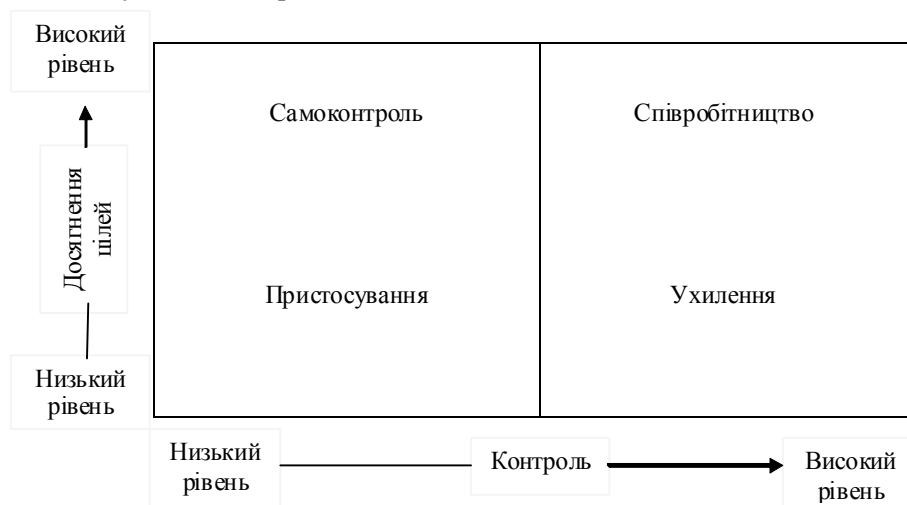 Високий
рівень
Самоконтроль
Співробітництво
Досягнення
цілей
Пристосування
Ухилення
Низький
рівень
Низький
рівень
Контроль
Високий
рівень